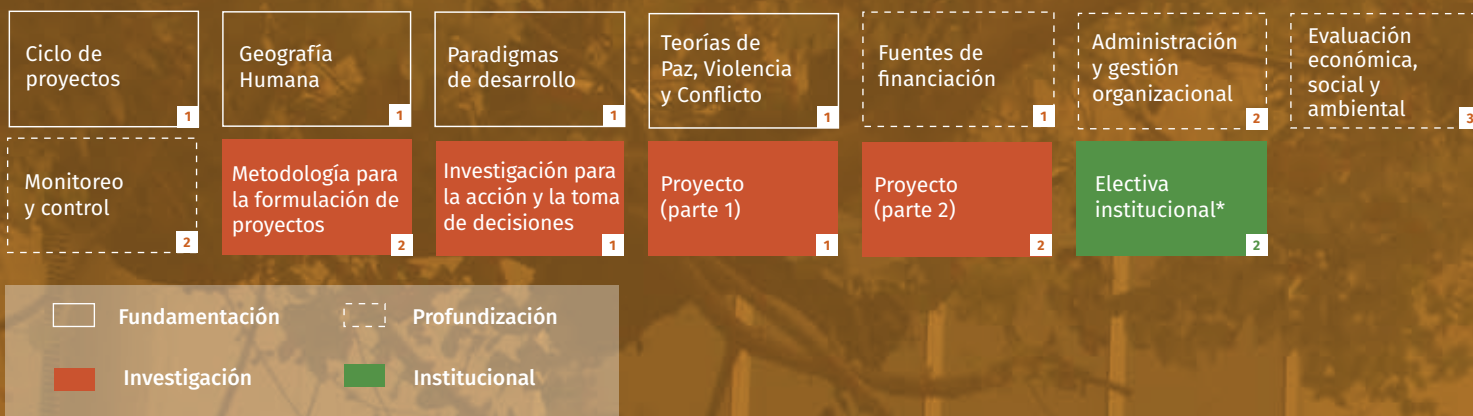 Ciclo de
proyectos
1
Geografía
Humana
1
Paradigmas
de desarrollo
1
Teorías de
Paz, Violencia
y Conflicto
1
Fuentes de
financiación
1
Administración
y gestión
organizacional
2
Evaluación
económica,
social y
ambiental
3
Monitoreo
y control
2
Metodología para
la formulación de
proyectos
2
Investigación para
la acción y la toma
de decisiones
1
Proyecto
(parte 1)
1
Proyecto
(parte 2)
2
Electiva
institucional*
2
Fundamentación
Profundización
Investigación
Institucional